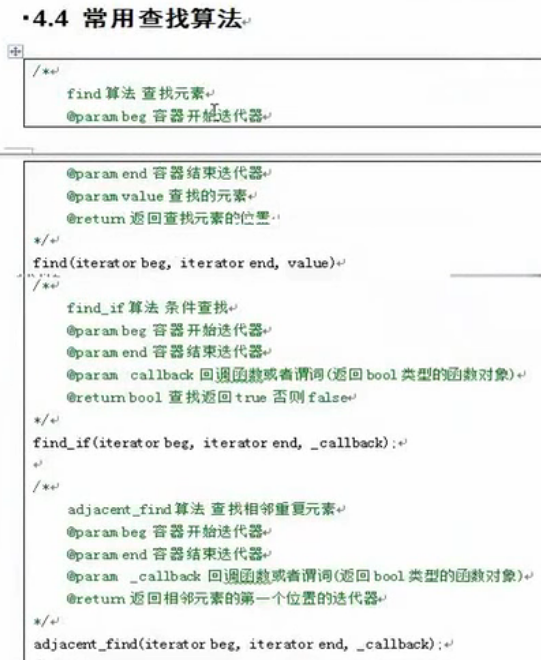 ·4.4 常用查找算法
/*
find 算法 查找元素
@param beg 容器开始迭代器
@param end 容器结束迭代器
@param value 查找的元素
@return 返回查找元素的位置
*/
find(iterator beg, iterator end, value)
/*
find_if 算法 条件查找
@param beg 容器开始迭代器
@param end 容器结束迭代器
@param callback 回调函数或者谓词(返回 bool 类型的函数对象)
@return bool 查找返回 true 否则 false
*/
find_if(iterator beg, iterator end, _callback);
/*
adjacent_find 算法 查找相邻重复元素
@param beg 容器开始迭代器
@param end 容器结束迭代器
@param _callback 回调函数或者谓词(返回 bool 类型的函数对象)
@return 返回相邻元素的第一个位置的迭代器
*/
adjacent_find(iterator beg, iterator end, _callback);